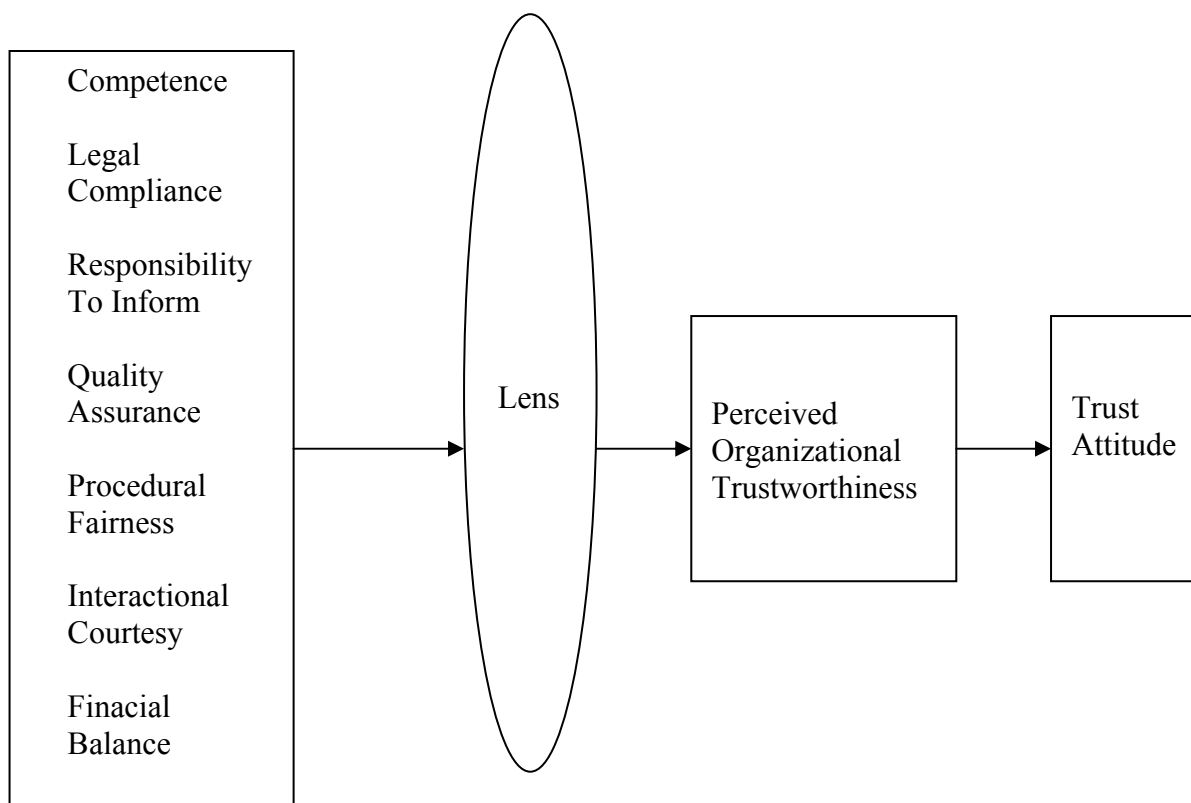 Competence
Legal
Compliance
Responsibility
To Inform
Quality
Assurance
Procedural
Fairness
Interactional
Courtesy
Finacial
Balance
Lens
Perceived
Organizational
Trustworthiness
Trust
Attitude